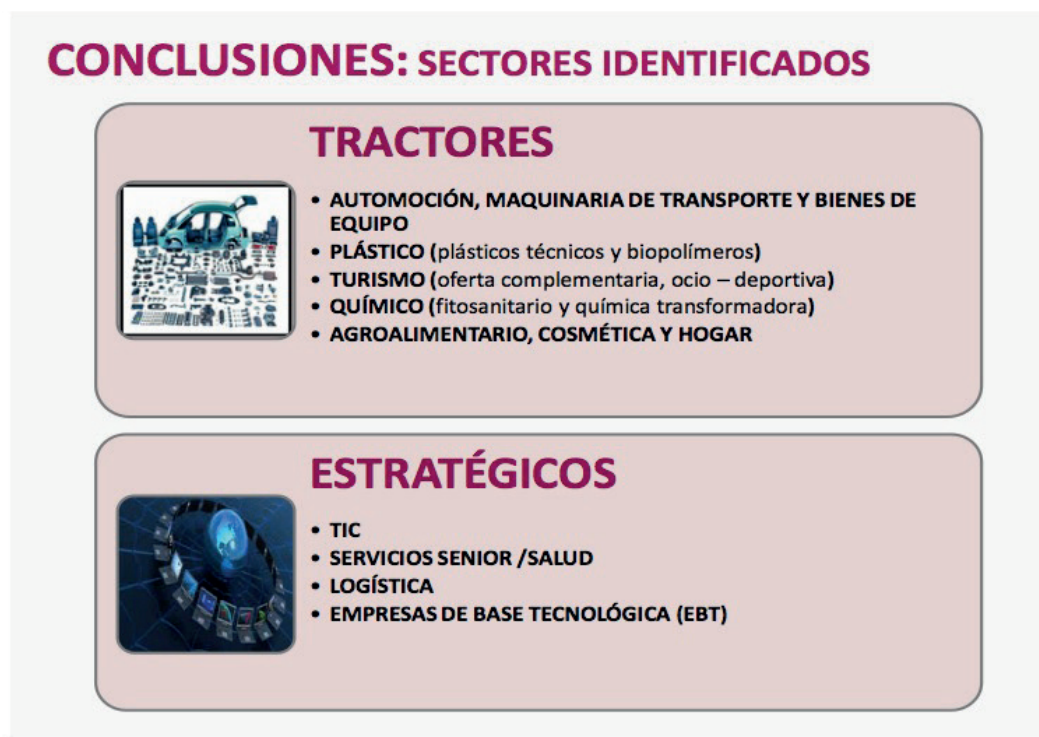 CONCLUSIONES: SECTORES IDENTIFICADOS
TRACTORES
• AUTOMOCIÓN, MAQUINARIA DE TRANSPORTE Y BIENES DE
EQUIPO
• PLÁSTICO (plásticos técnicos y biopolímeros)
• TURISMO (oferta complementaria, ocio – deportiva)
• QUÍMICO (fitosanitario y química transformadora)
• AGROALIMENTARIO, COSMÉTICA Y HOGAR
ESTRATÉGICOS
• TIC
• SERVICIOS SENIOR /SALUD
• LOGÍSTICA
• EMPRESAS DE BASE TECNOLÓGICA (EBT)